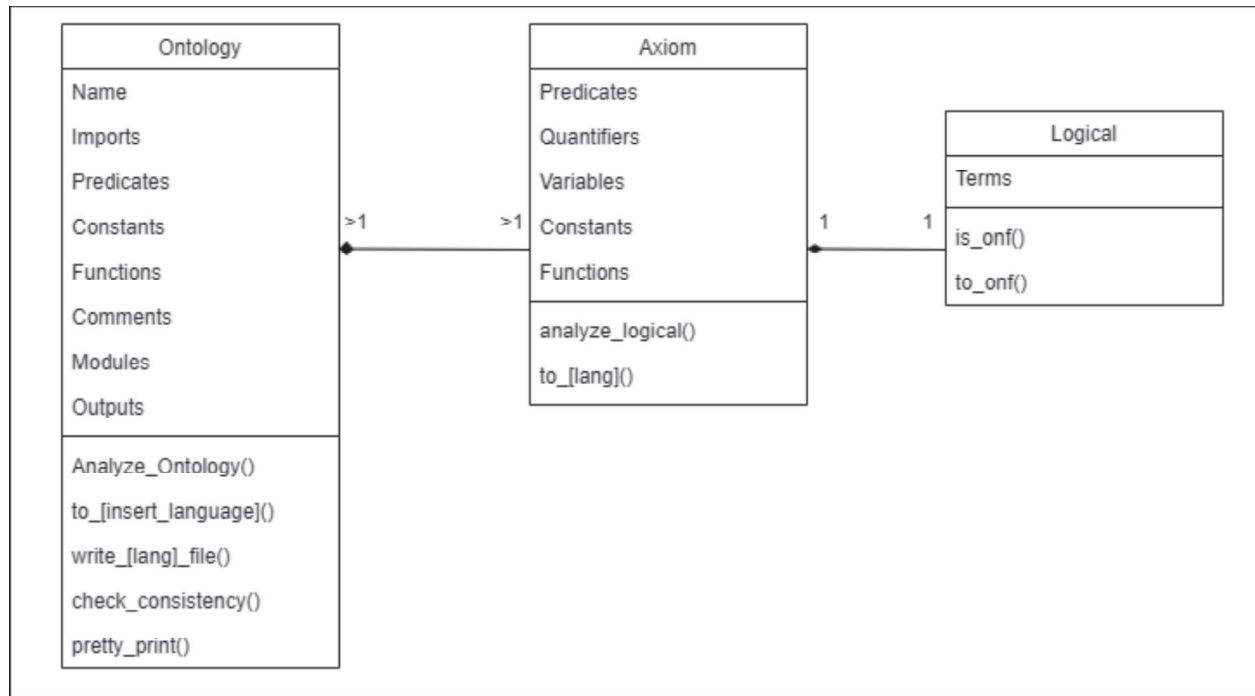 Ontology
Name
Imports
Predicates
Constants
Functions
Comments
Modules
Outputs
Analyze_Ontology()
to_[insert_language]()
write_[lang]_file()
check_consistency()
pretty_print()
>1
>1
Axiom
Predicates
Quantifiers
Variables
Constants
Functions
analyze_logical()
to_[lang]()
1
1
Logical
Terms
is_onf()
to_onf()